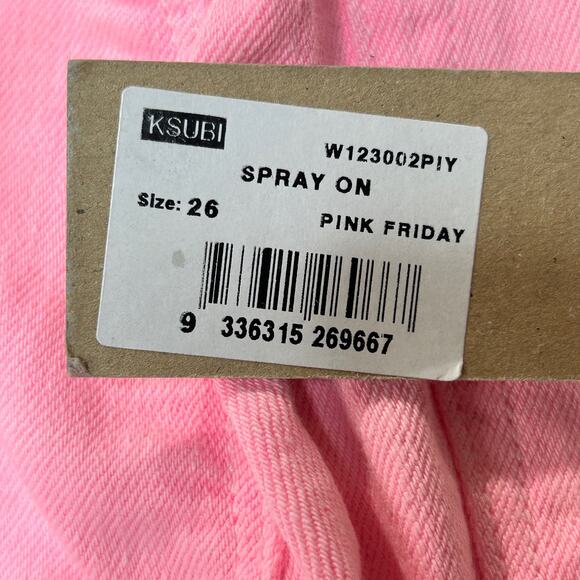 KSUBI
W123002PIY
SPRAY ON
Size: 26
PINK FRIDAY
9 336315 269667